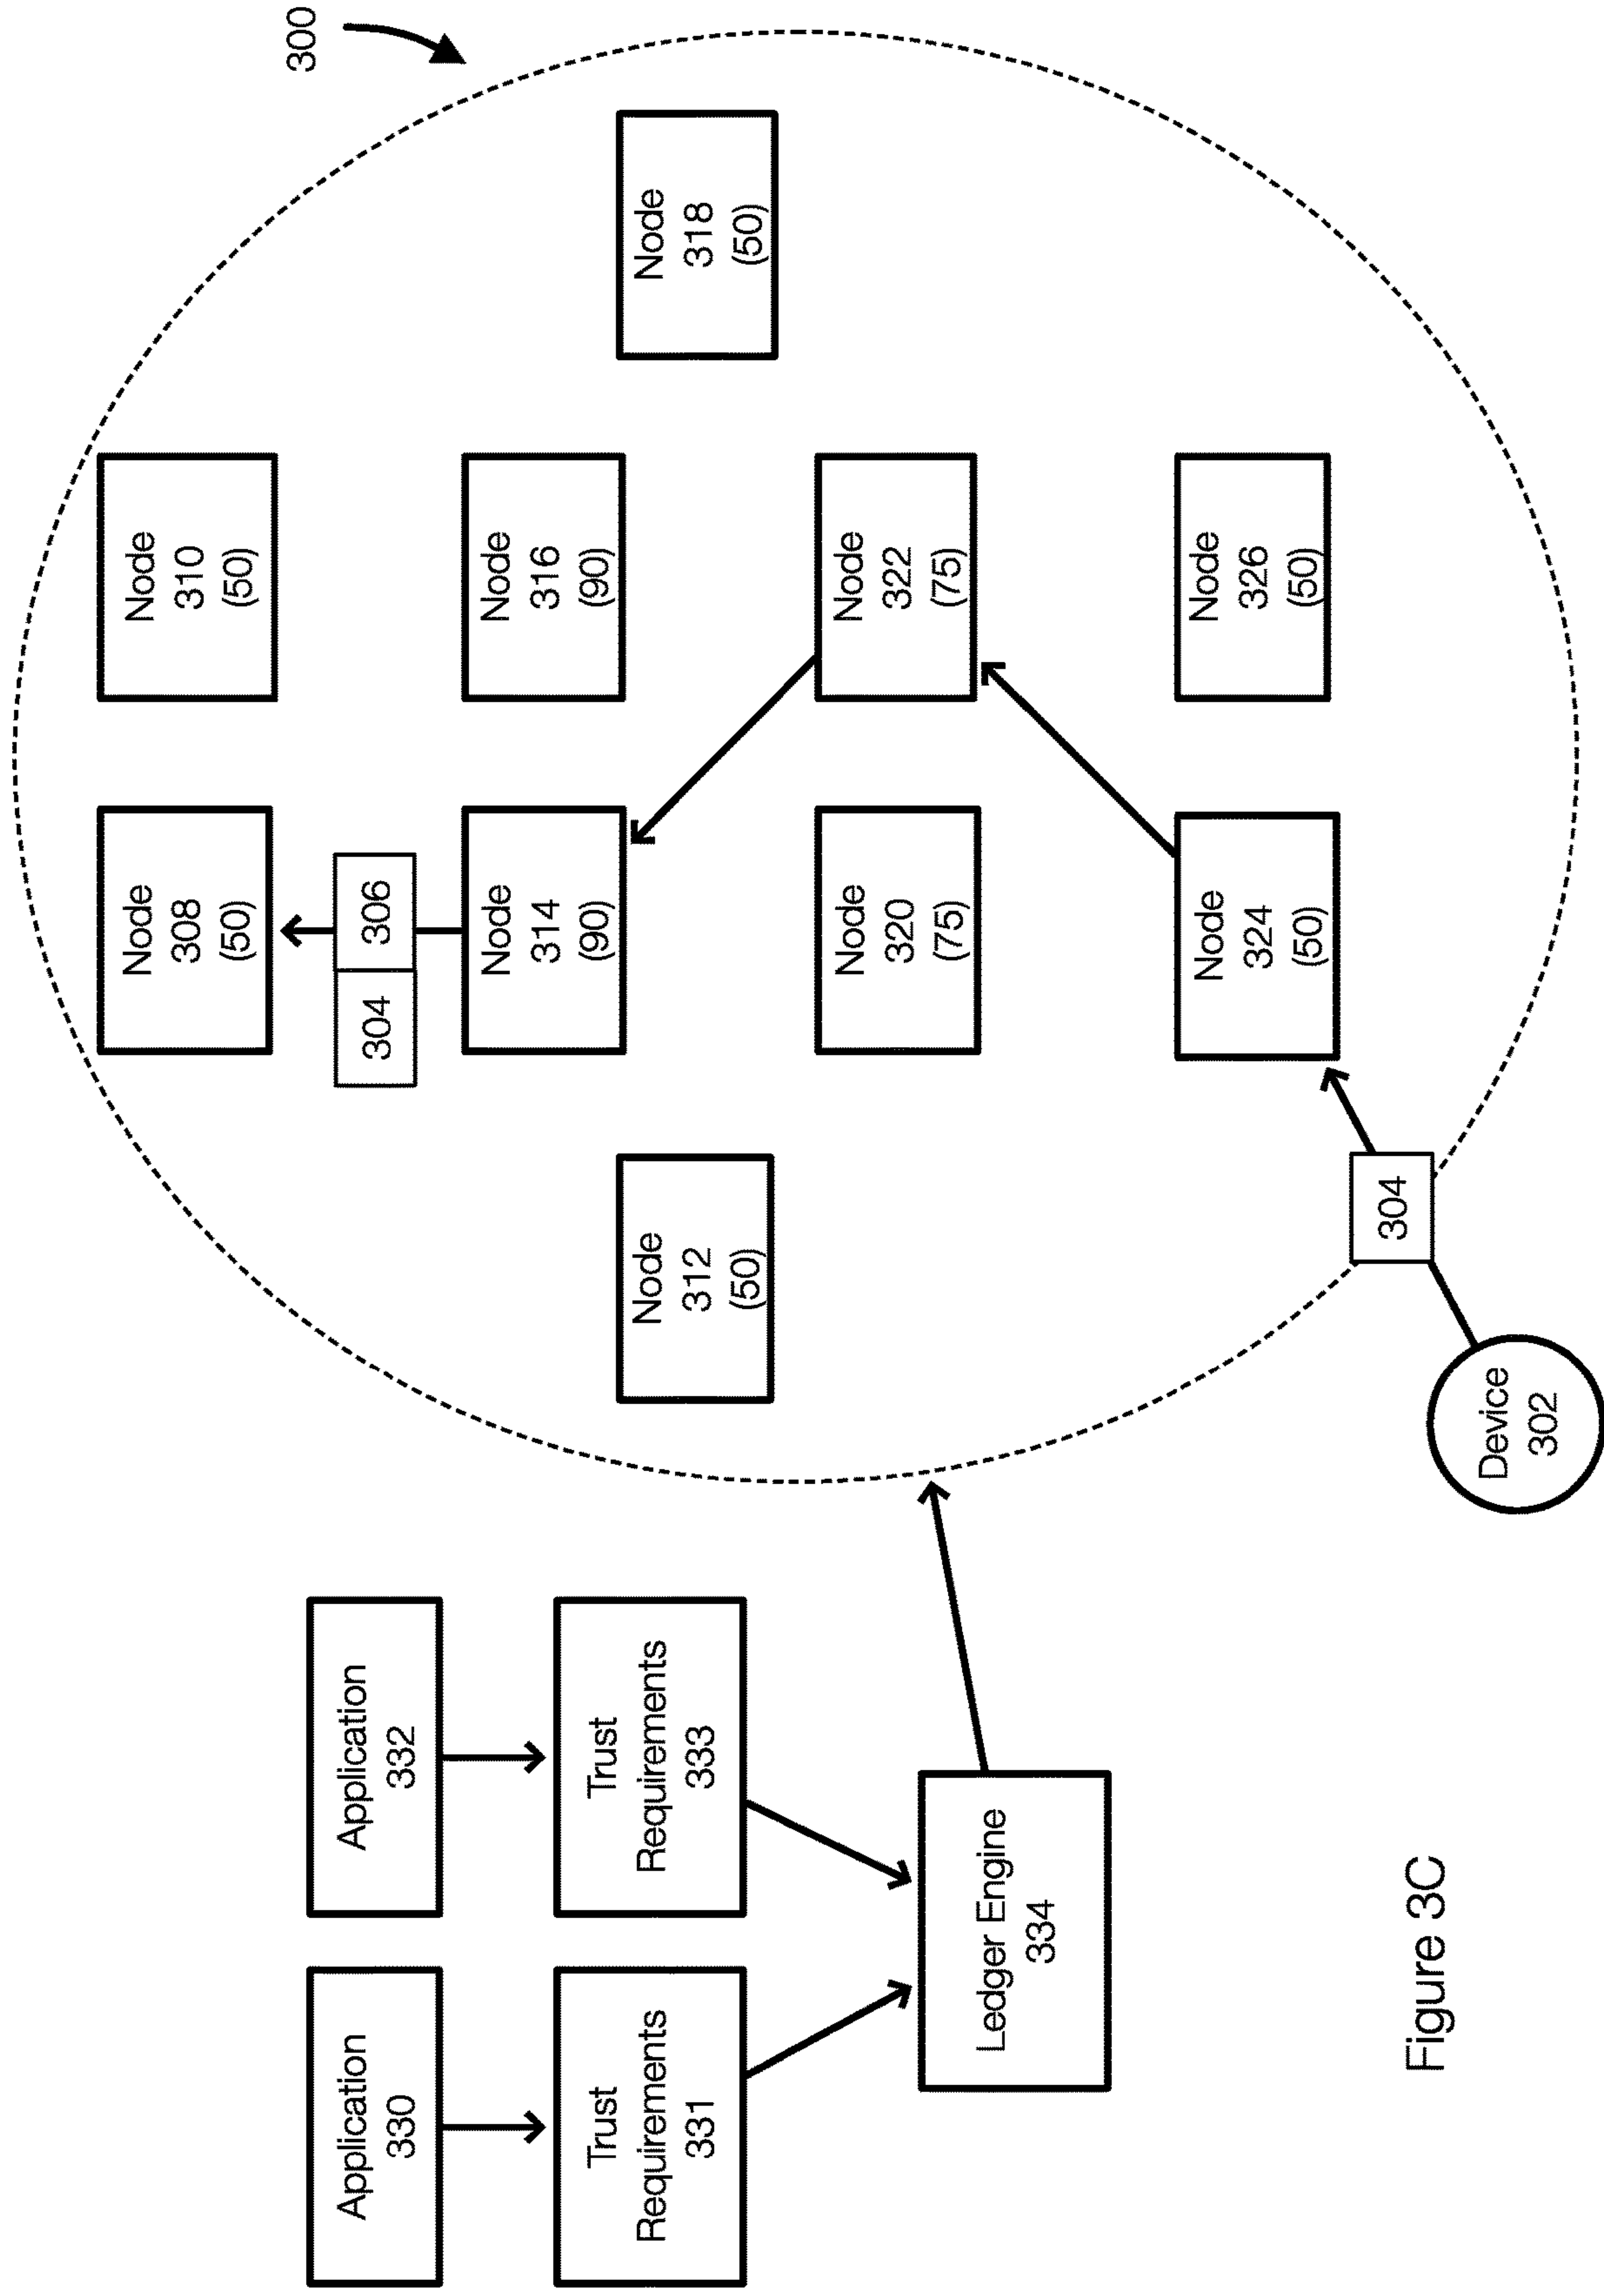 300
Application
330
Trust
Requirements
331
Application
332
Trust
Requirements
333
Ledger Engine
334
Node
308
(50)
Node
310
(50)
304
306
Node
312
(50)
Node
314
(90)
Node
316
(90)
Node
318
(50)
Node
320
(75)
Node
322
(75)
Node
324
(50)
Node
326
(50)
304
Device
302
Figure 3C